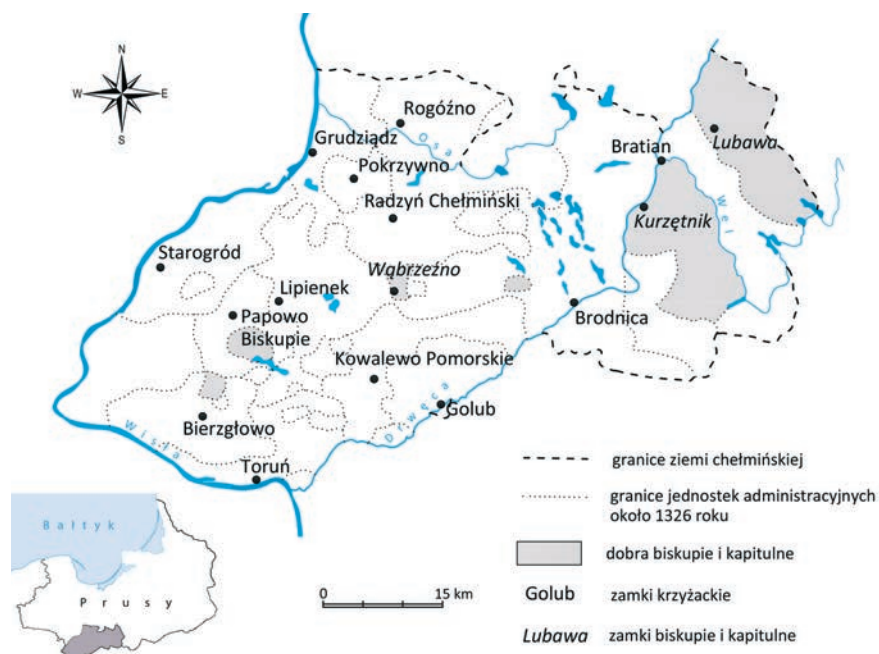 N
W
E
S
Rogóźno
Osa
Grudziądz
Pokrzywno
Bratian
Lubawa
Radzyń Chełmiński
Wel
Kurzętnik
Starogród
Wąbrzeźno
Lipienek
Papowo
Biskupie
Brodnica
Kowalewo Pomorskie
Drwęca
Golub
Bierzgłowo
Wisła
Toruń
granice ziemi chełmińskiej
granice jednostek administracyjnych
około 1326 roku
dobra biskupie i kapitulne
Golub zamki krzyżackie
Lubawa zamki biskupie i kapitulne
0 15 km
Bałtyk
Prusy